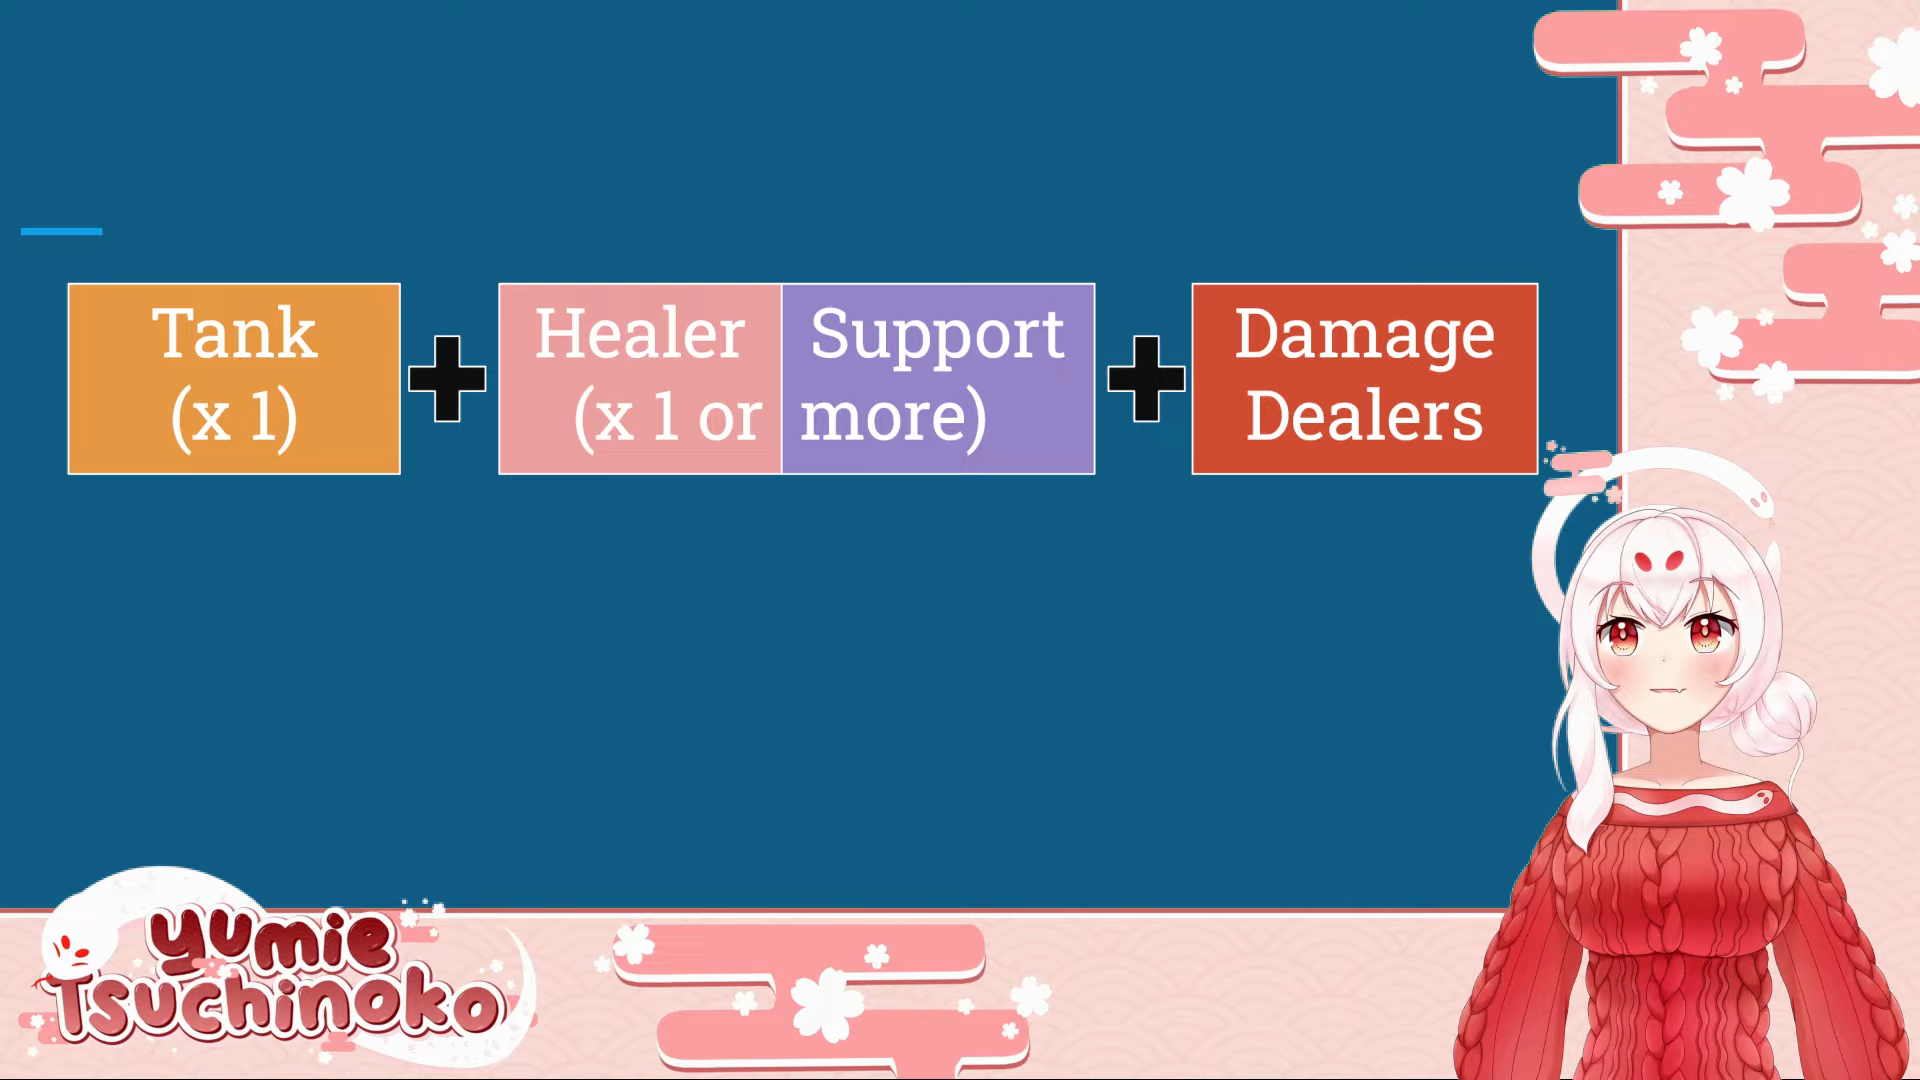 Tank
(x 1)
Healer Support
(x 1 or more)
Damage
Dealers
yumie
Tsuchinoko